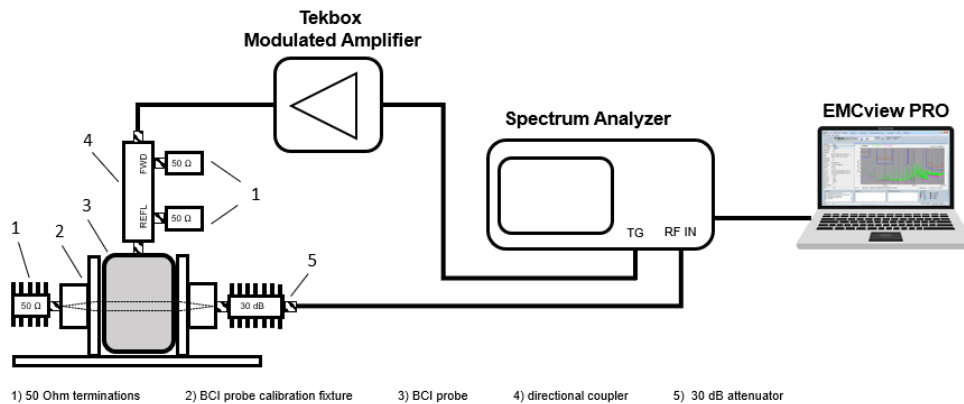 Tekbox
Modulated Amplifier
Spectrum Analyzer
EMCview PRO
4
FWD
50 Ω
1
REFL
50 Ω
3
1
2
5
TG
RF IN
50 Ω
30 dB
1) 50 Ohm terminations
2) BCI probe calibration fixture
3) BCI probe
4) directional coupler
5) 30 dB attenuator